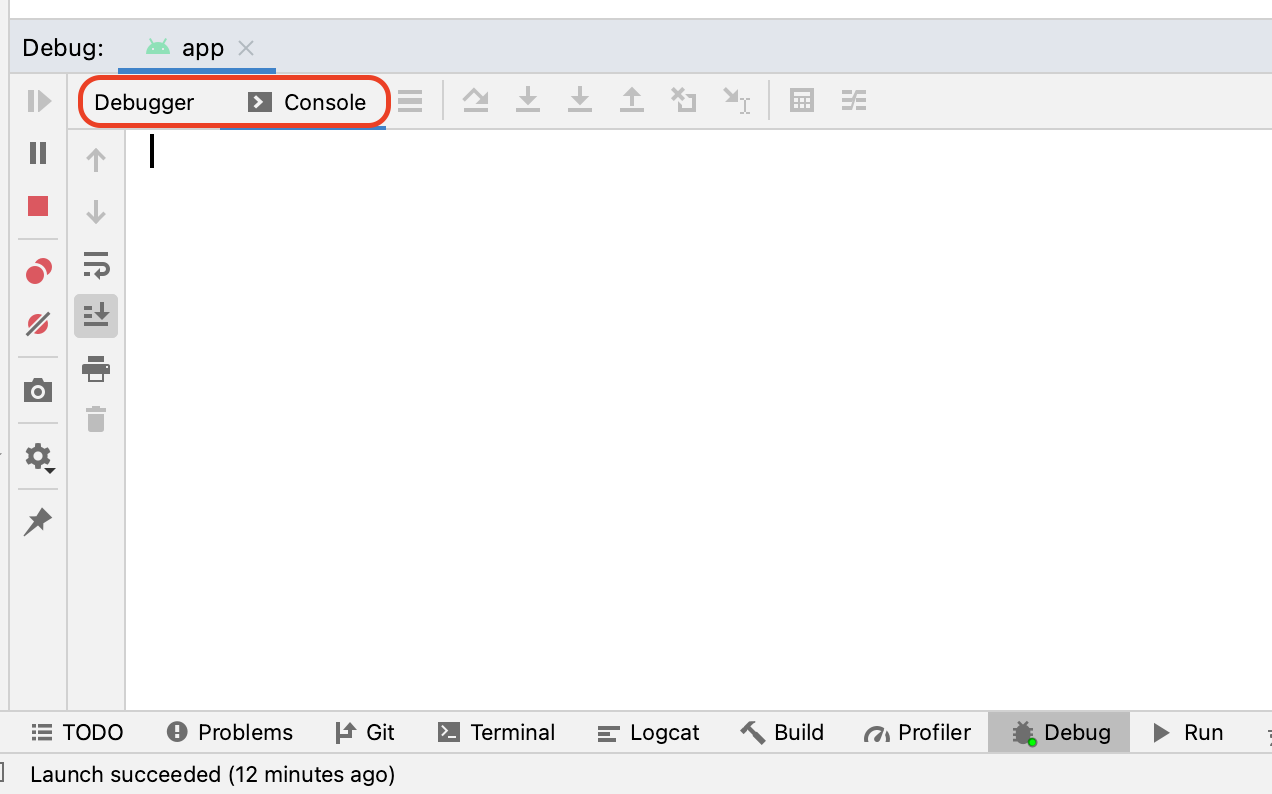 Debug: app
Debugger Console
TODO Problems Git Terminal Logcat Build Profiler Debug Run
Launch succeeded (12 minutes ago)